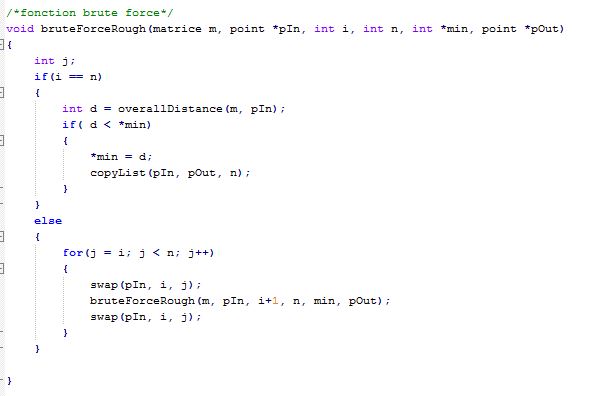 /*fonction brute force*/
void bruteForceRough(matrice m, point *pIn, int i, int n, int *min, point *pOut)
{
    int j;
    if(i == n)
    {
        int d = overallDistance(m, pIn);
        if( d < *min)
        {
            *min = d;
            copyList(pIn, pOut, n);
        }
    }
    else
    {
        for(j = i; j < n; j++)
        {
            swap(pIn, i, j);
            bruteForceRough(m, pIn, i+1, n, min, pOut);
            swap(pIn, i, j);
        }
    }

}